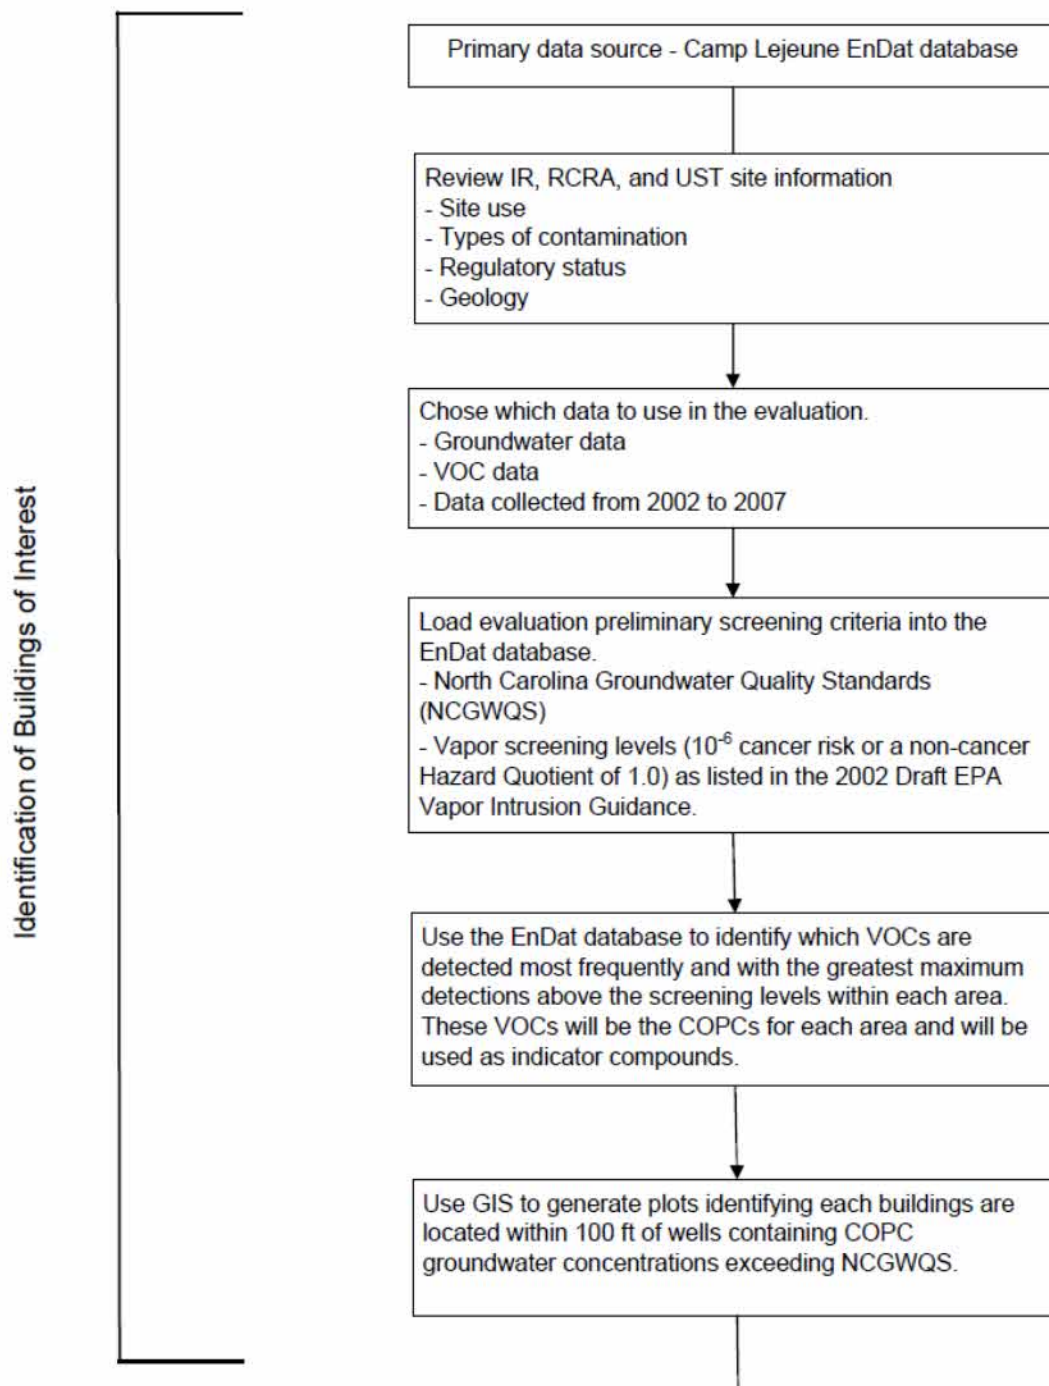 Primary data source - Camp Lejeune EnDat database
Review IR, RCRA, and UST site information
- Site use
- Types of contamination
- Regulatory status
- Geology
Chose which data to use in the evaluation.
- Groundwater data
- VOC data
- Data collected from 2002 to 2007
Identification of Buildings of Interest
Load evaluation preliminary screening criteria into the
EnDat database.
- North Carolina Groundwater Quality Standards
(NCGWQS)
- Vapor screening levels (10⁻⁶ cancer risk or a non-cancer
Hazard Quotient of 1.0) as listed in the 2002 Draft EPA
Vapor Intrusion Guidance.
Use the EnDat database to identify which VOCs are
detected most frequently and with the greatest maximum
detections above the screening levels within each area.
These VOCs will be the COPCs for each area and will be
used as indicator compounds.
Use GIS to generate plots identifying each buildings are
located within 100 ft of wells containing COPC
groundwater concentrations exceeding NCGWQS.